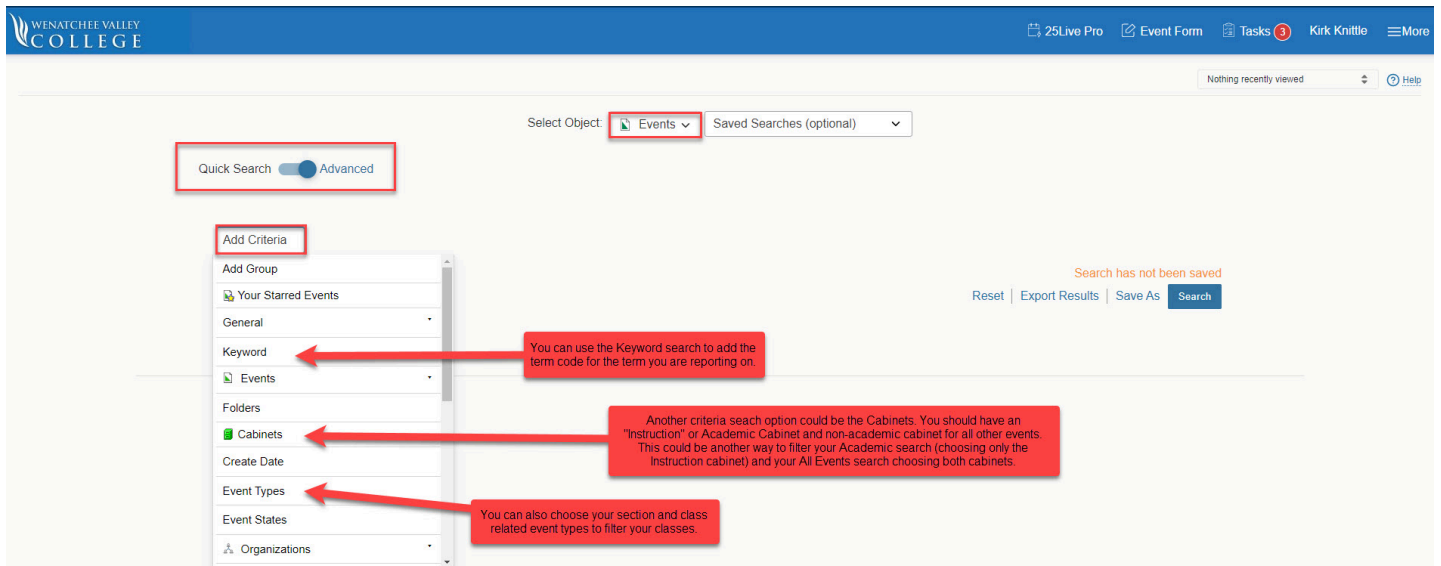 WENATCHEE VALLEY
COLLEGE
25Live Pro Event Form Tasks 3 Kirk Knittle More
Nothing recently viewed Help
Select Object: Events Saved Searches (optional)
Quick Search Advanced
Add Criteria
Add Group
Your Starred Events
General
Keyword
Events
Folders
Cabinets
Create Date
Event Types
Event States
Organizations
Search has not been saved
Reset | Export Results | Save As Search
You can use the Keyword search to add the
term code for the term you are reporting on.
Another criteria seach option could be the Cabinets. You should have an
"Instruction" or Academic Cabinet and non-academic cabinet for all other events.
This could be another way to filter your Academic search (choosing only the
Instruction cabinet) and your All Events search choosing both cabinets.
You can also choose your section and class
related event types to filter your classes.